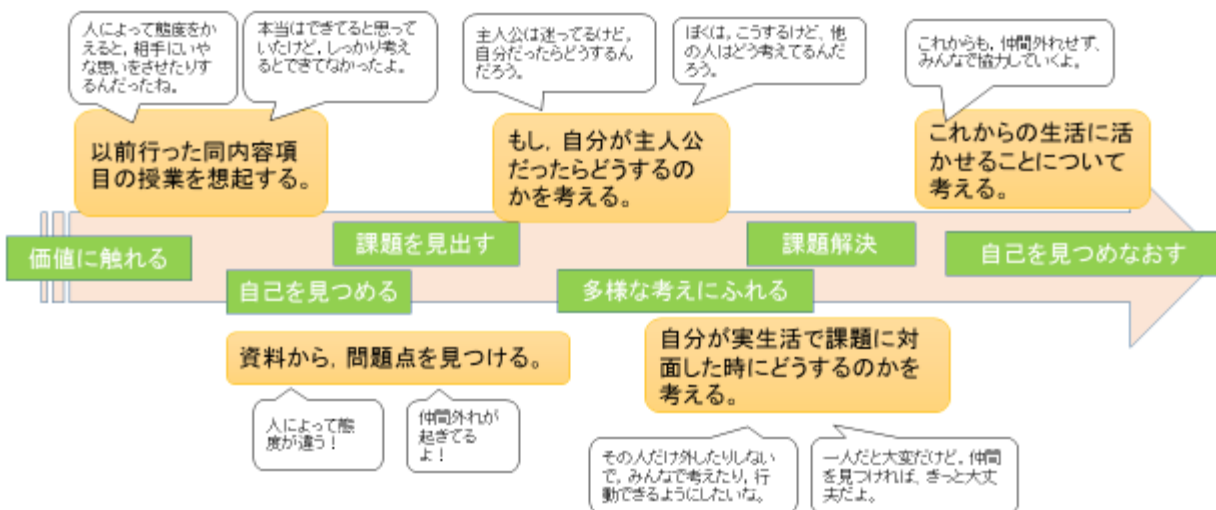 人によって態度をか
えると, 相手にいや
な思いをさせたりす
るんだったね。
本当はできてると思って
いたけど, しっかり考え
るとできてなかったよ。
主人公は迷ってるけど,
自分だったらどうするん
だろう。
ぼくは, こうするけど, 他
の人はどう考えてるんだ
ろう。
これからも, 仲間外れせず、
みんなで協力していくよ。
以前行った同内容項
目の授業を想起する。
もし, 自分が主人公
だったらどうするの
かを考える。
これからの生活に活
かせることについて
考える。
価値に触れる
課題を見出す
課題解決
自己を見つめなおす
自己を見つめる
多様な考えにふれる
資料から, 問題点を見つける。
自分が実生活で課題に対
面した時にどうするのかを
考える。
人によって態
度が違う！
仲間外れが
起きてる
よ！
その人だけ外したりしない
で, みんなで考えたり, 行
動できるようにしたいな。
一人だと大変だけど。仲間
を見つければ、きっと大丈
夫だよ。